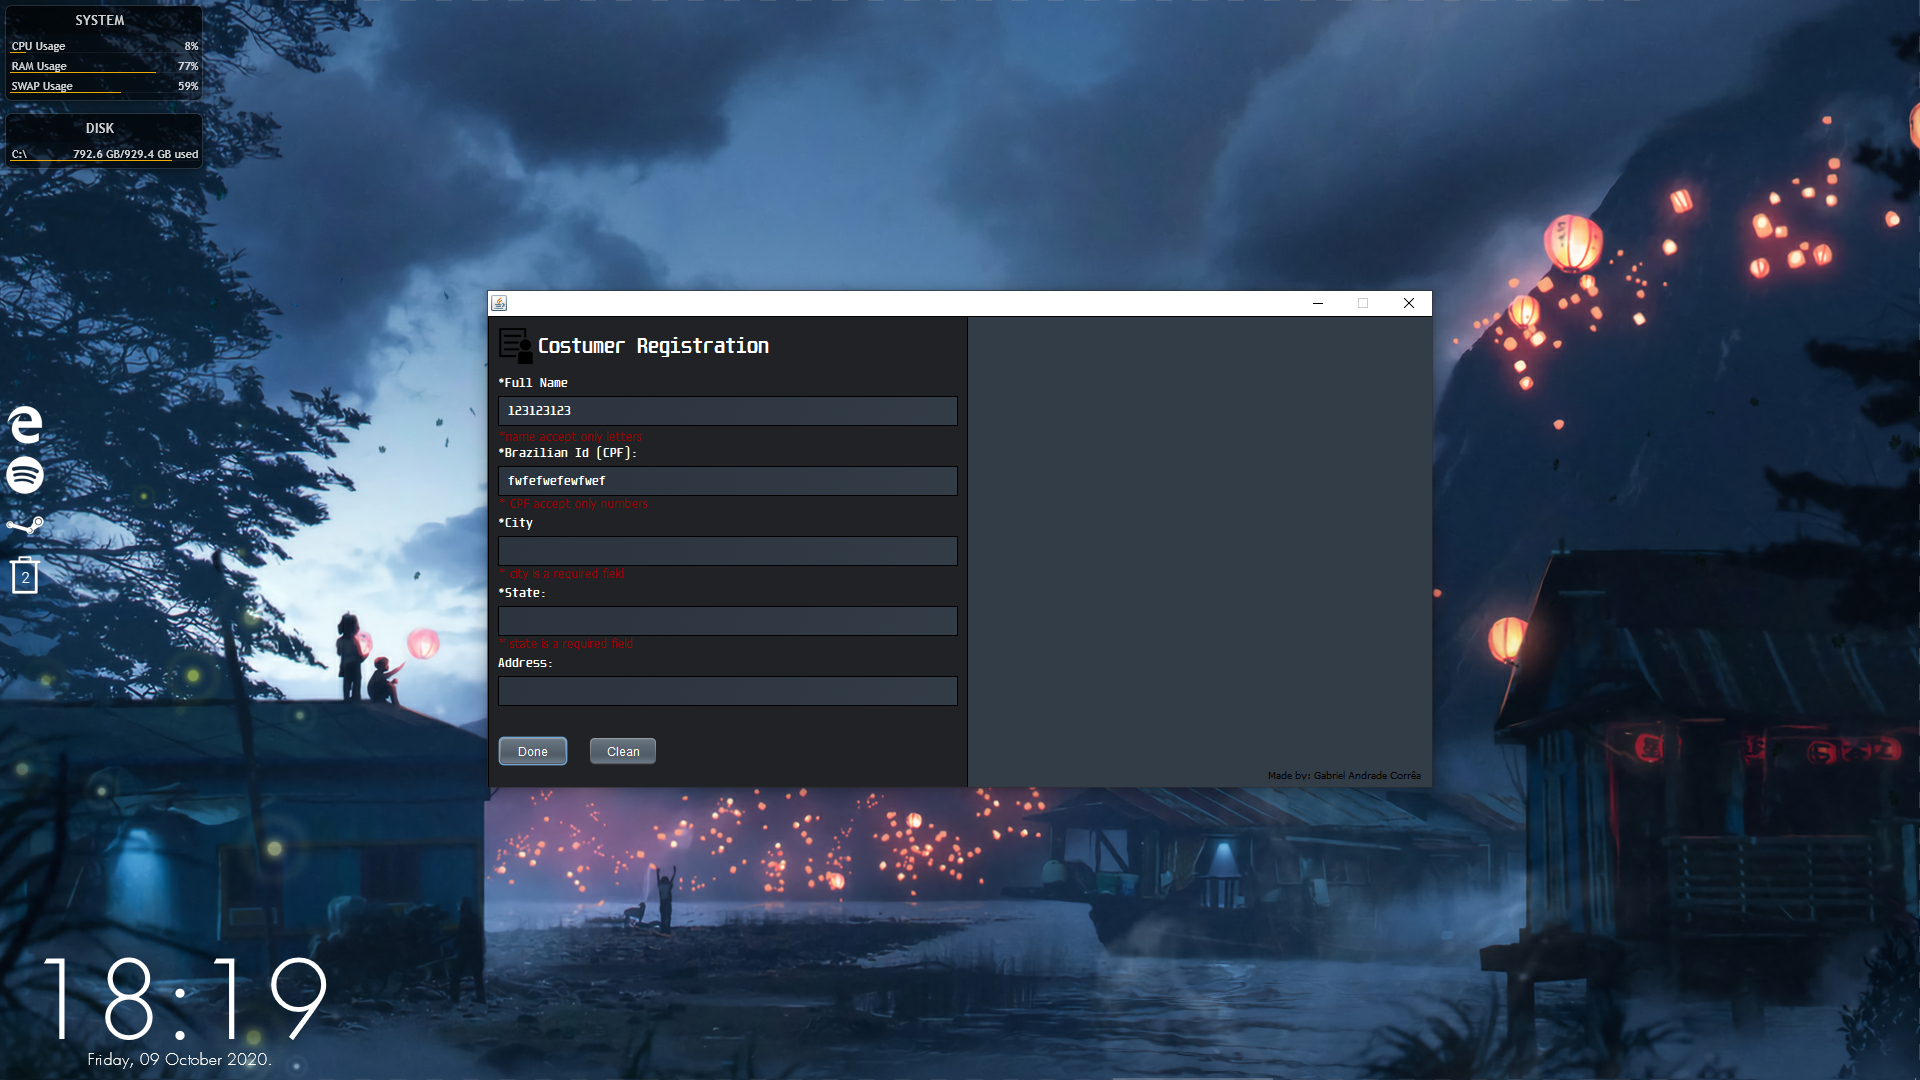 SYSTEM
CPU Usage 8%
RAM Usage 77%
SWAP Usage 59%
DISK
C:\ 792.6 GB/929.4 GB used
Costumer Registration
*Full Name
123123123
*name accept only letters
*Brazilian Id (CPF):
fwfefwefewfwef
* CPF accept only numbers
*City
* city is a required field
*State:
* state is a required field
Address:
Done Clean
Made by: Gabriel Andrade Corrêa
2
18:19
Friday, 09 October 2020.